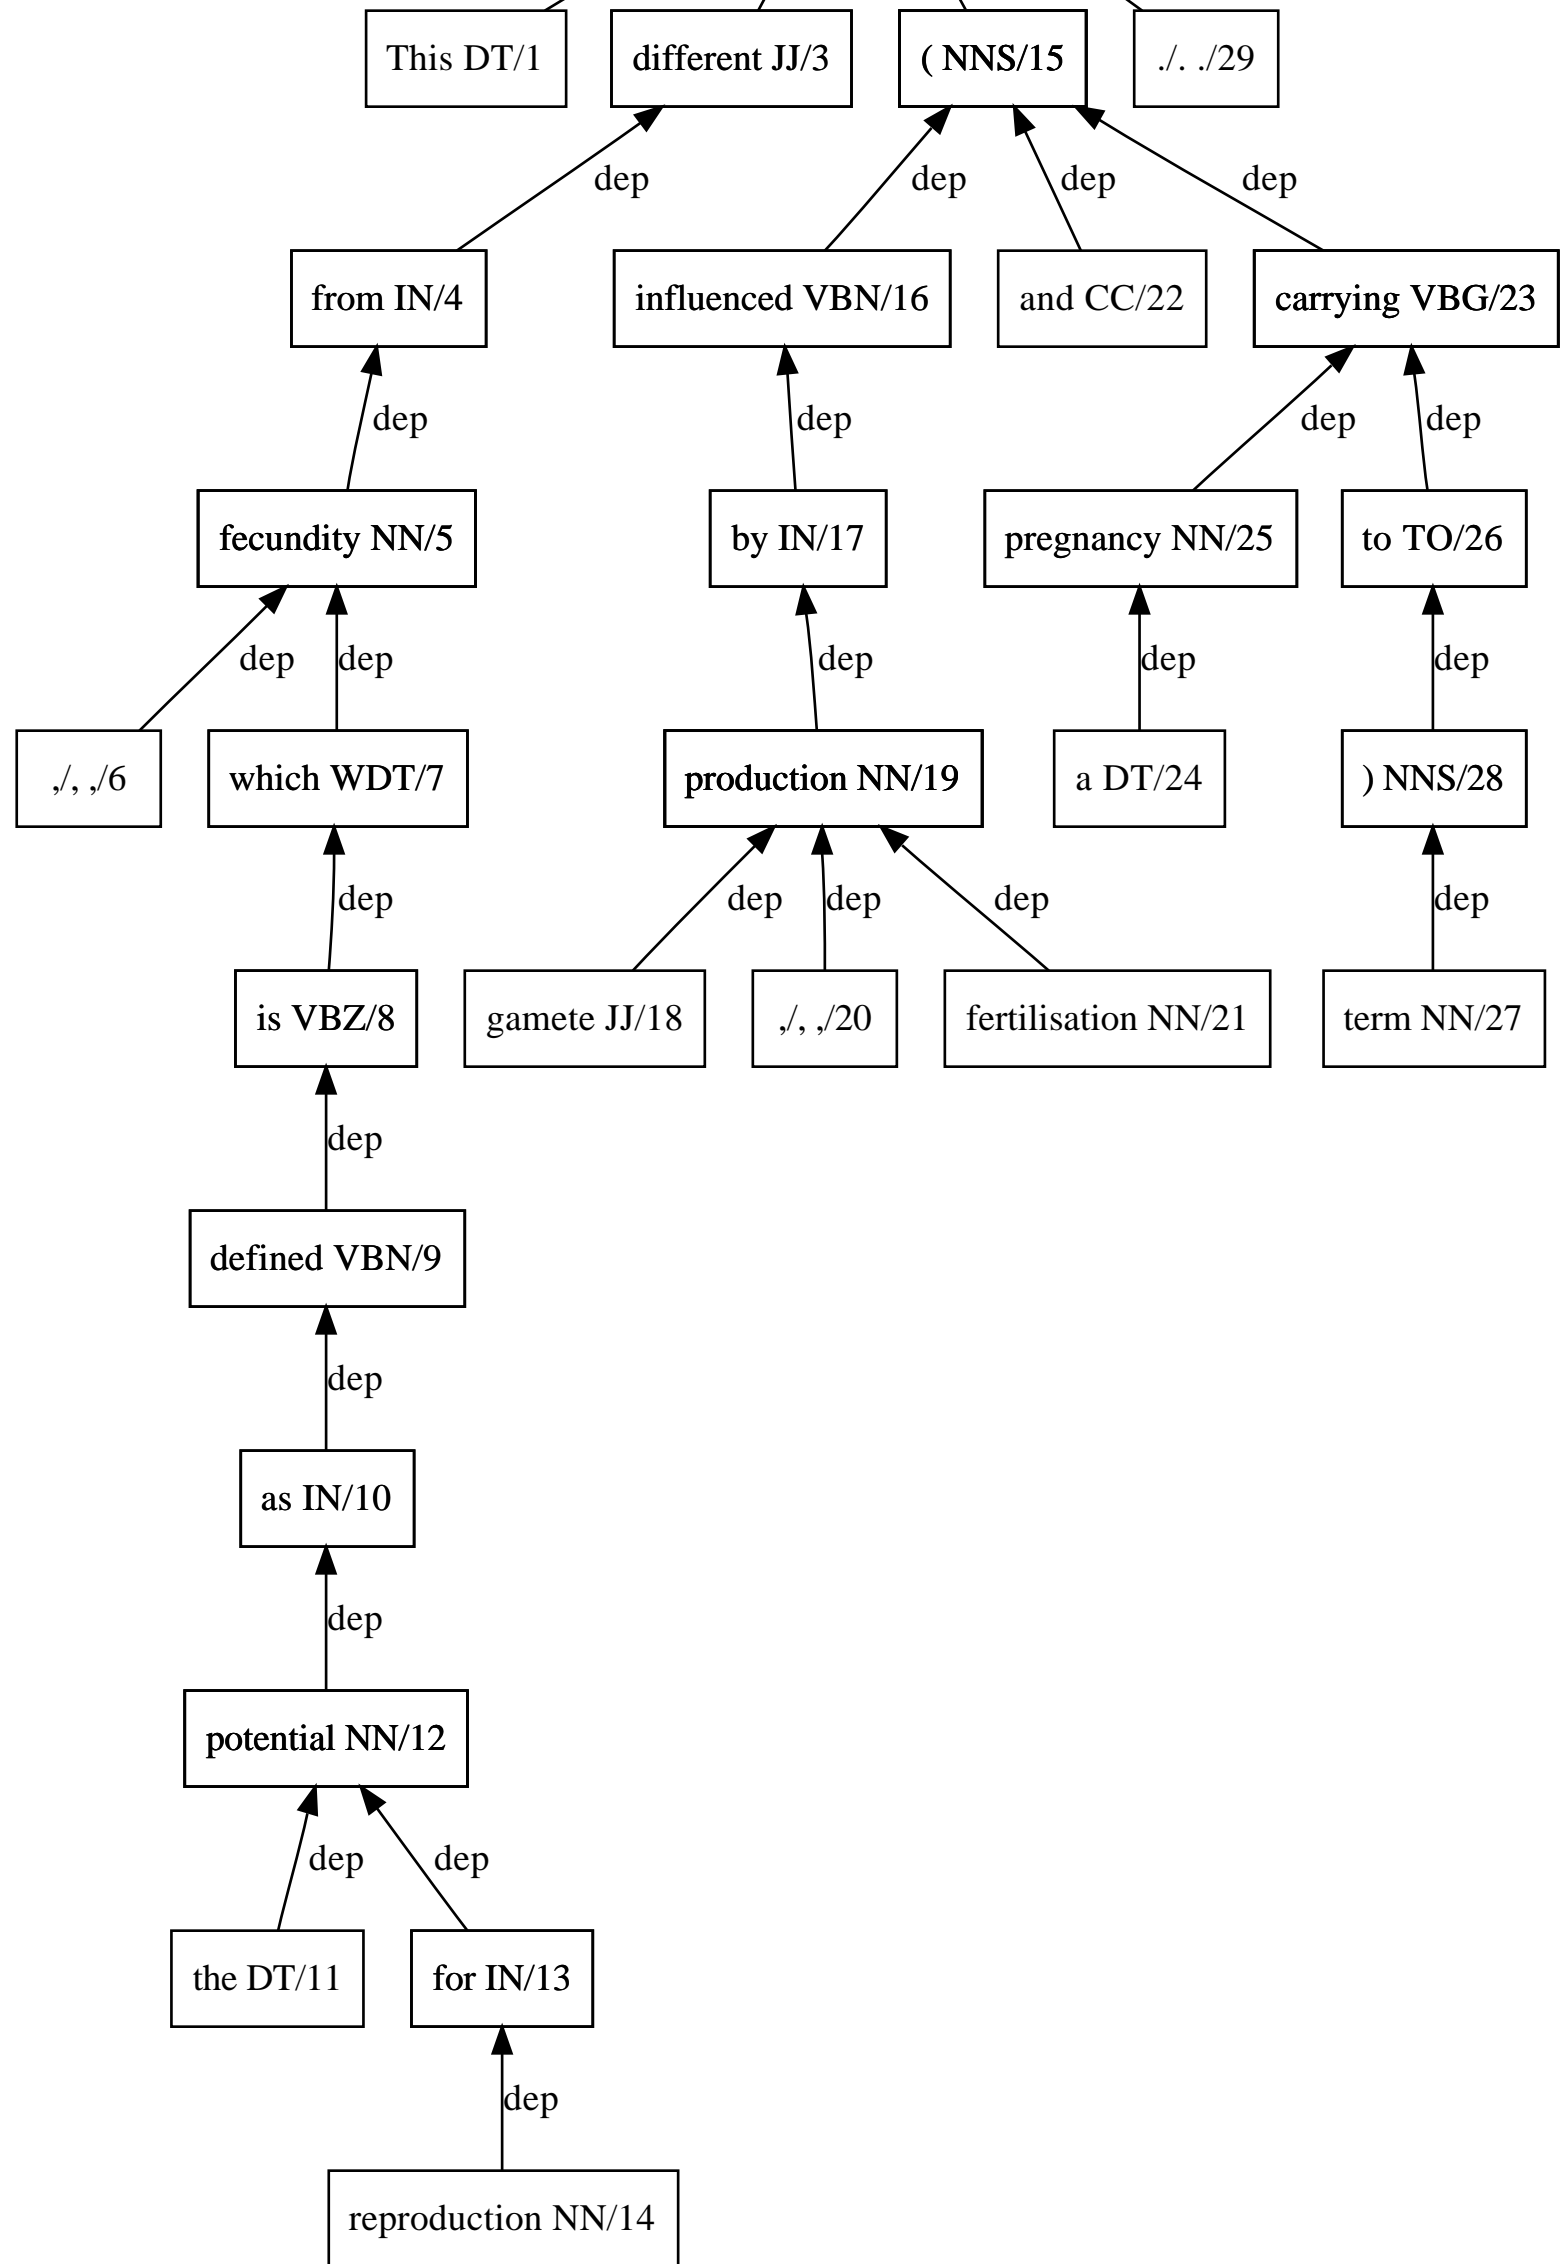 This DT/1 different JJ/3 ( NNS/15 ./. ./29
dep dep dep dep
from IN/4 influenced VBN/16 and CC/22 carrying VBG/23
dep dep dep dep
fecundity NN/5 by IN/17 pregnancy NN/25 to TO/26
dep dep dep dep dep
,/, ,/6 which WDT/7 production NN/19 a DT/24 ) NNS/28
dep dep dep dep dep
is VBZ/8 gamete JJ/18 ,/, ,/20 fertilisation NN/21 term NN/27
dep
defined VBN/9
dep
as IN/10
dep
potential NN/12
dep dep
the DT/11 for IN/13
dep
reproduction NN/14